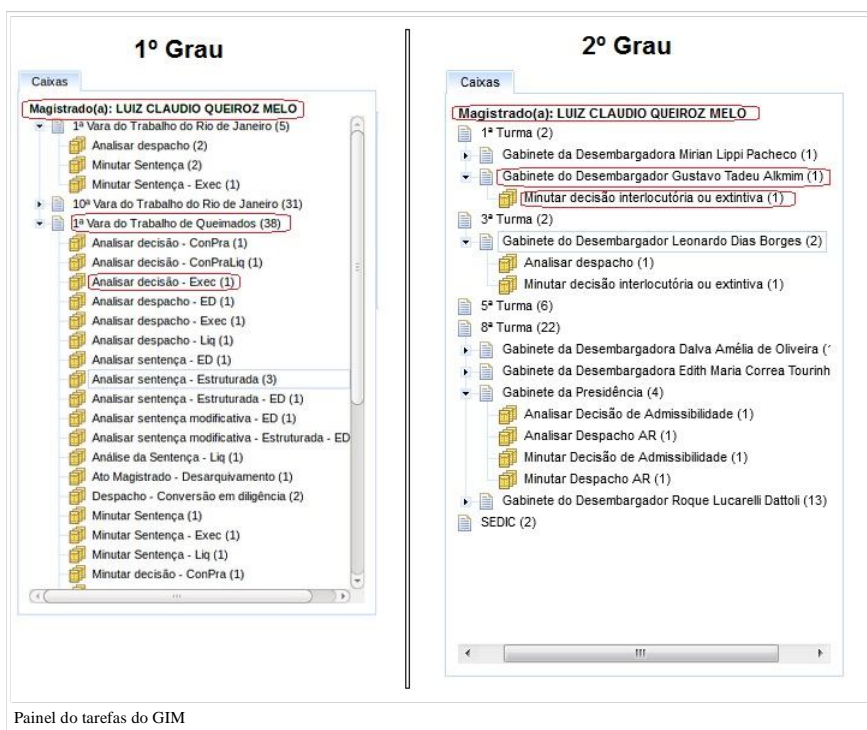 1º Grau
Caixas
Magistrado(a): LUIZ CLAUDIO QUEIROZ MELO
1ª Vara do Trabalho do Rio de Janeiro (5)
Analisar despacho (2)
Minutar Sentença (2)
Minutar Sentença - Exec (1)
10ª Vara do Trabalho do Rio de Janeiro (31)
1ª Vara do Trabalho de Queimados (38)
Analisar decisão - ConPra (1)
Analisar decisão - ConPraLiq (1)
Analisar decisão - Exec (1)
Analisar despacho - ED (1)
Analisar despacho - Exec (1)
Analisar despacho - Liq (1)
Analisar sentença - ED (1)
Analisar sentença - Estruturada (3)
Analisar sentença - Estruturada - ED (1)
Analisar sentença modificativa - ED (1)
Analisar sentença modificativa - Estruturada - ED
Análise da Sentença - Liq (1)
Ato Magistrado - Desarquivamento (1)
Despacho - Conversão em diligência (2)
Minutar Sentença (1)
Minutar Sentença - Exec (1)
Minutar Sentença - Liq (1)
Minutar decisão - ConPra (1)
2º Grau
Caixas
Magistrado(a): LUIZ CLAUDIO QUEIROZ MELO
1ª Turma (2)
Gabinete da Desembargadora Mirian Lippi Pacheco (1)
Gabinete do Desembargador Gustavo Tadeu Alkmim (1)
Minutar decisão interlocutória ou extintiva (1)
3ª Turma (2)
Gabinete do Desembargador Leonardo Dias Borges (2)
Analisar despacho (1)
Minutar decisão interlocutória ou extintiva (1)
5ª Turma (6)
8ª Turma (22)
Gabinete da Desembargadora Dalva Amélia de Oliveira (
Gabinete da Desembargadora Edith Maria Correa Tourinh
Gabinete da Presidência (4)
Analisar Decisão de Admissibilidade (1)
Analisar Despacho AR (1)
Minutar Decisão de Admissibilidade (1)
Minutar Despacho AR (1)
Gabinete do Desembargador Roque Lucarelli Dattoli (13)
SEDIC (2)
Painel do tarefas do GIM